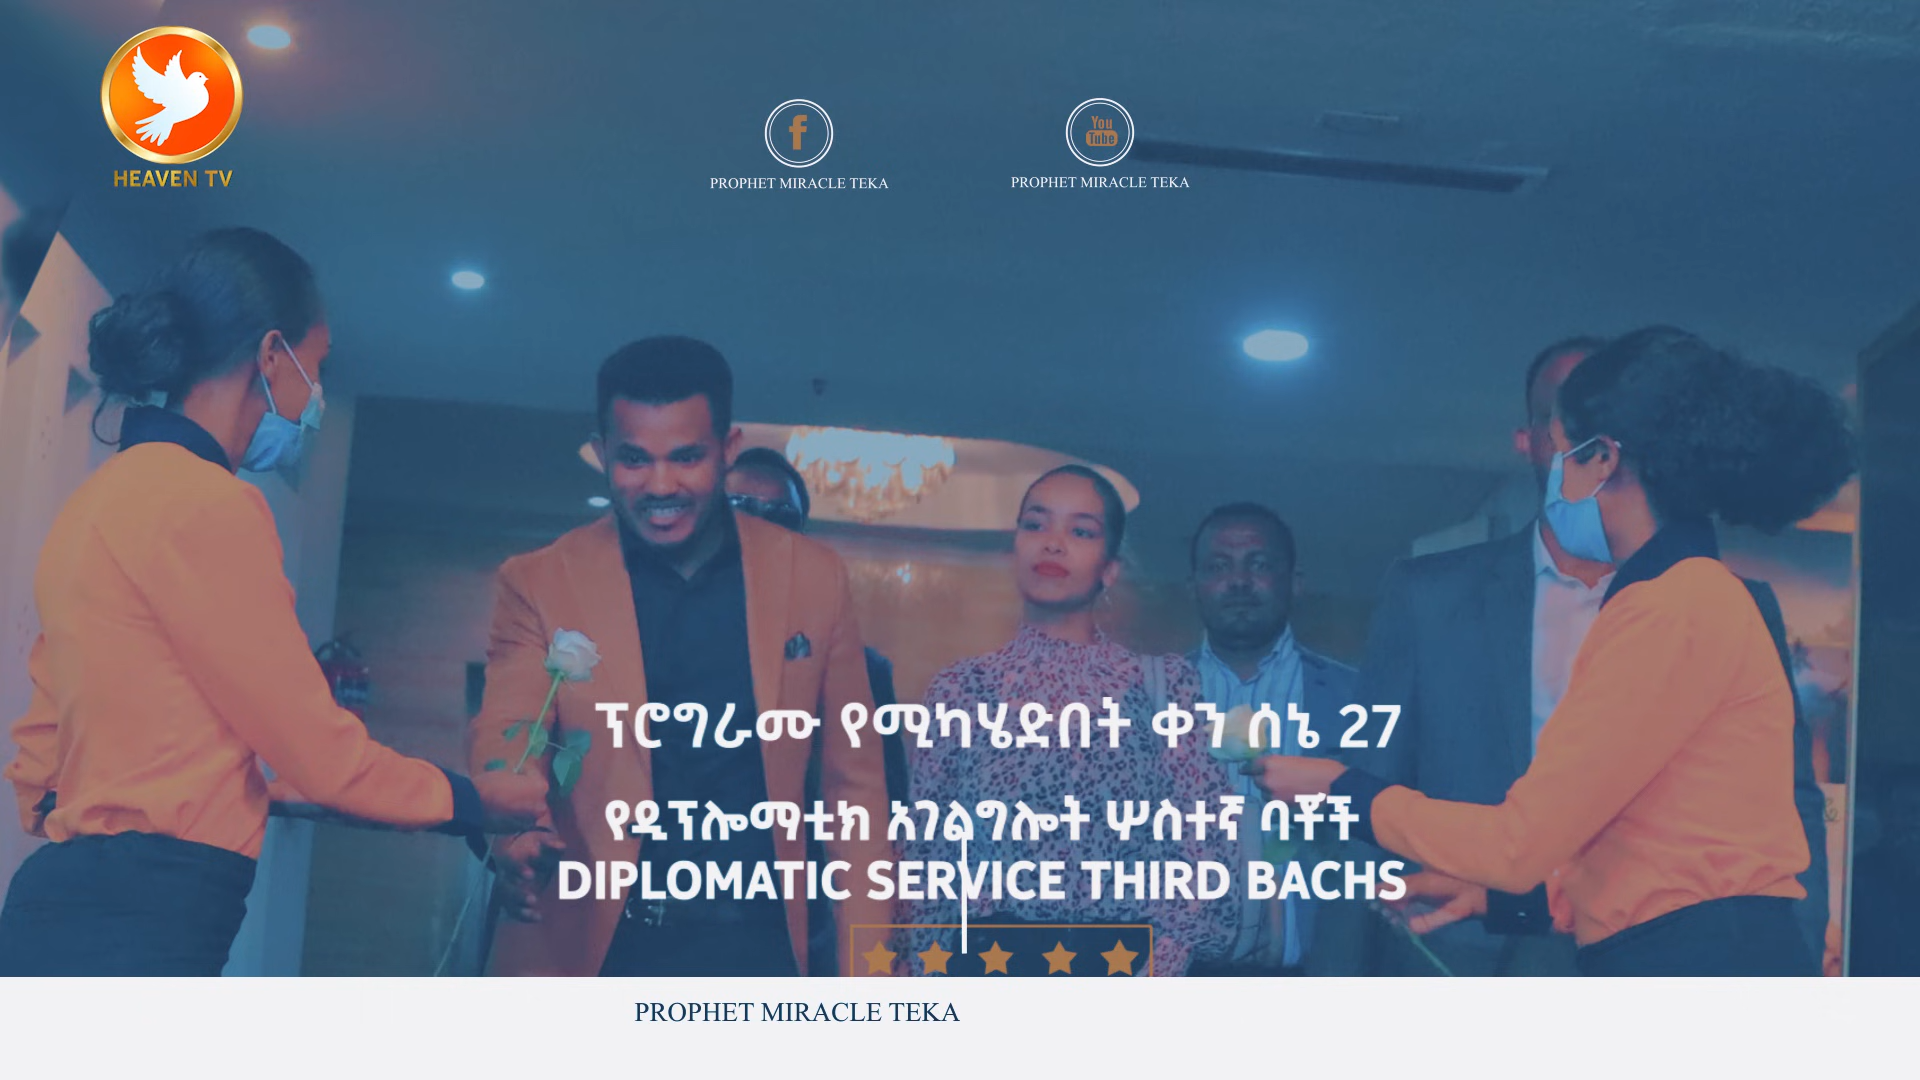 HEAVEN TV
f
You
Tube
PROPHET MIRACLE TEKA
PROPHET MIRACLE TEKA
ፕሮግራሙ የሚካሄድበት ቀን ሰኔ 27
የዲፕሎማቲክ አገልግሎት ሦስተኛ ባቾች
DIPLOMATIC SERVICE THIRD BACHS
PROPHET MIRACLE TEKA